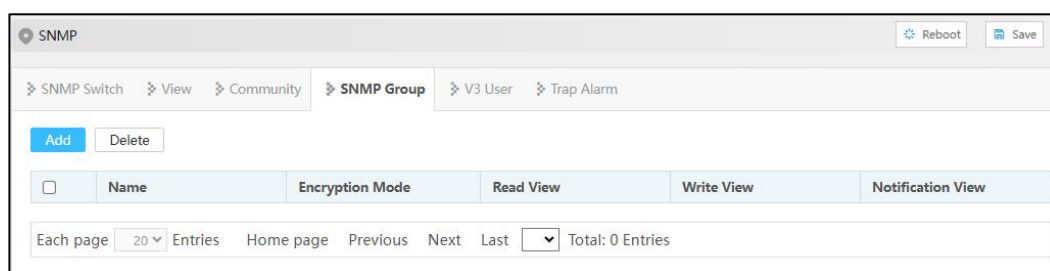 SNMP Reboot Save
SNMP Switch View Community SNMP Group V3 User Trap Alarm
Add Delete
Name Encryption Mode Read View Write View Notification View
Each page 20 Entries Home page Previous Next Last Total: 0 Entries